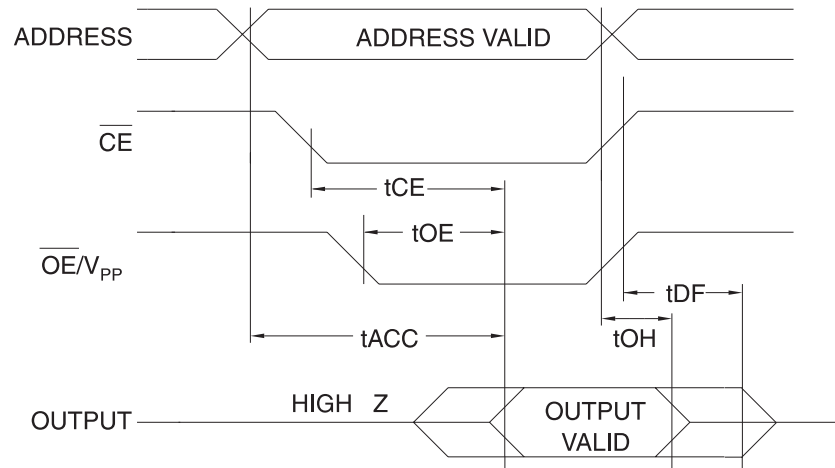 ADDRESS
ADDRESS VALID
CE
tCE
tOE
OE/VPP
tDF
tACC
tOH
HIGH Z
OUTPUT
OUTPUT
VALID